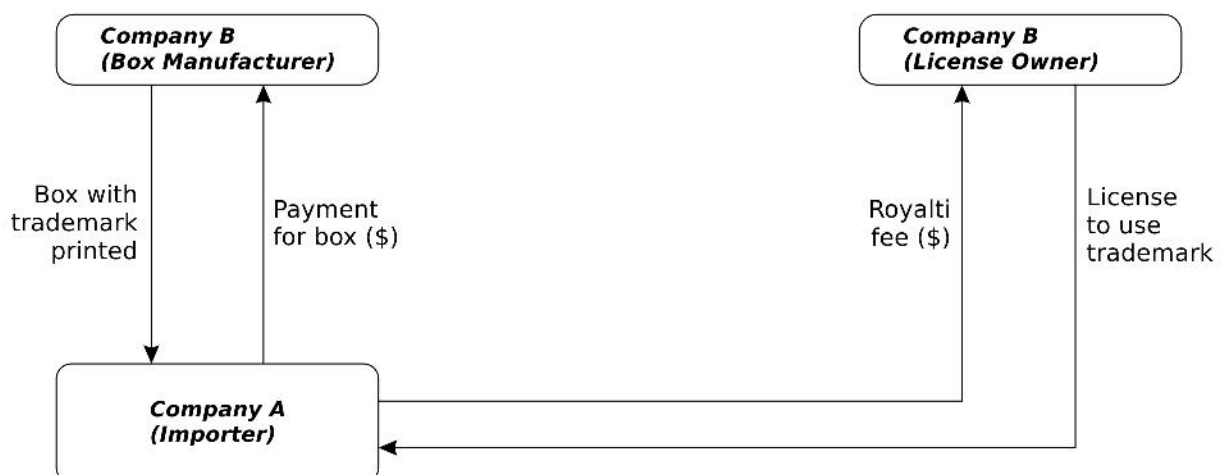 Company B
(Box Manufacturer)
Company B
(License Owner)
Box with
trademark
printed
Payment
for box ($)
Royalti
fee ($)
License
to use
trademark
Company A
(Importer)